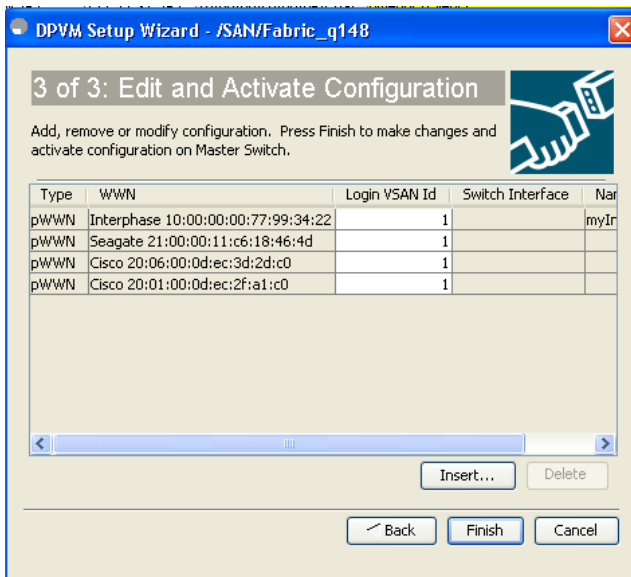 DPVM Setup Wizard - /SAN/Fabric_q148
3 of 3: Edit and Activate Configuration
Add, remove or modify configuration. Press Finish to make changes and
activate configuration on Master Switch.
Type WWN Login VSAN Id Switch Interface Nar
pWWN Interphase 10:00:00:00:77:99:34:22 1 myIr
pWWN Seagate 21:00:00:11:c6:18:46:4d 1
pWWN Cisco 20:06:00:0d:ec:3d:2d:c0 1
pWWN Cisco 20:01:00:0d:ec:2f:a1:c0 1
Insert... Delete
Back Finish Cancel